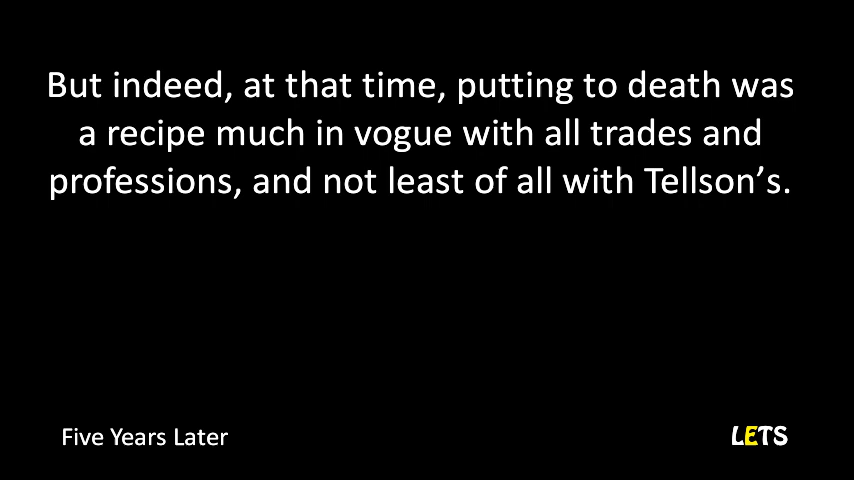 But indeed, at that time, putting to death was
a recipe much in vogue with all trades and
professions, and not least of all with Tellson’s.
Five Years Later
LETS